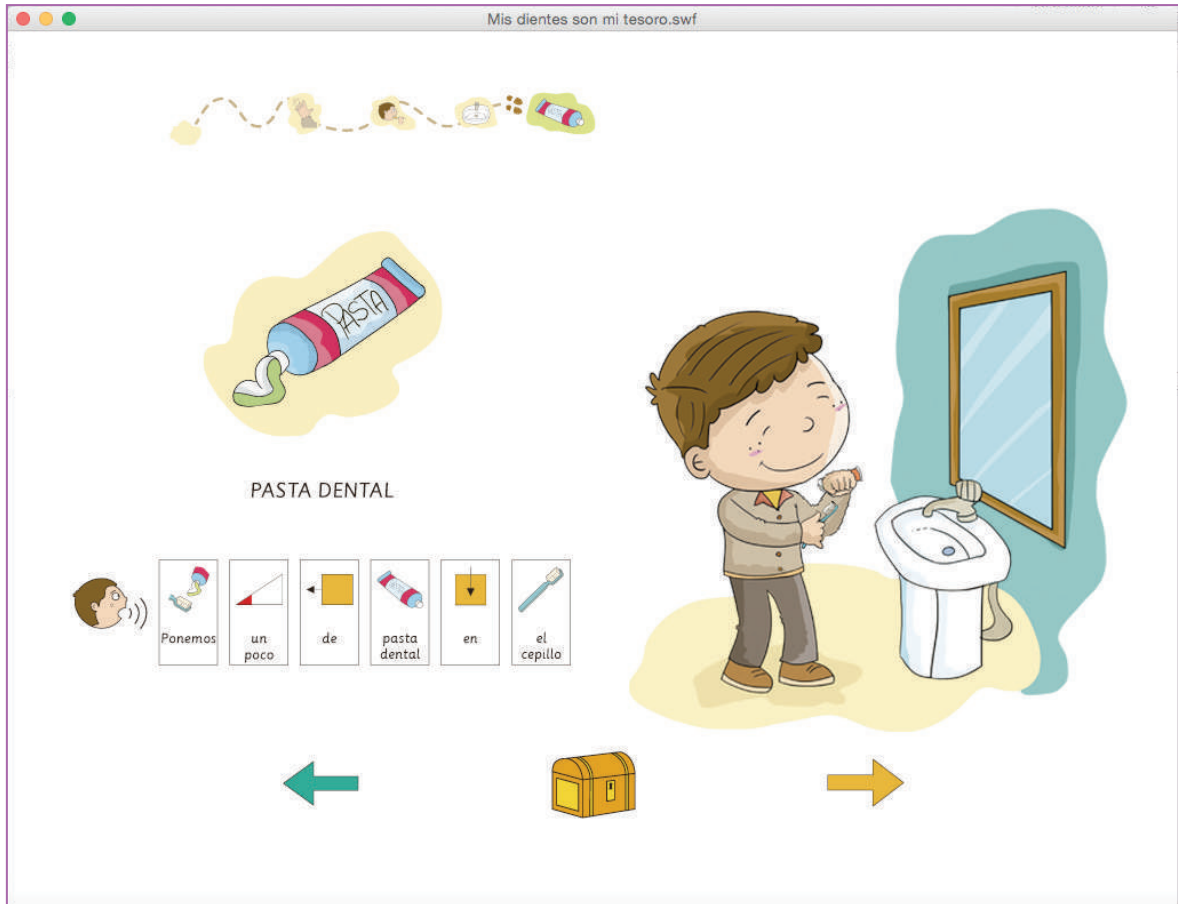 Mis dientes son mi tesoro.swf
PASTA
PASTA DENTAL
Ponemos
un
poco
de
pasta
dental
en
el
cepillo